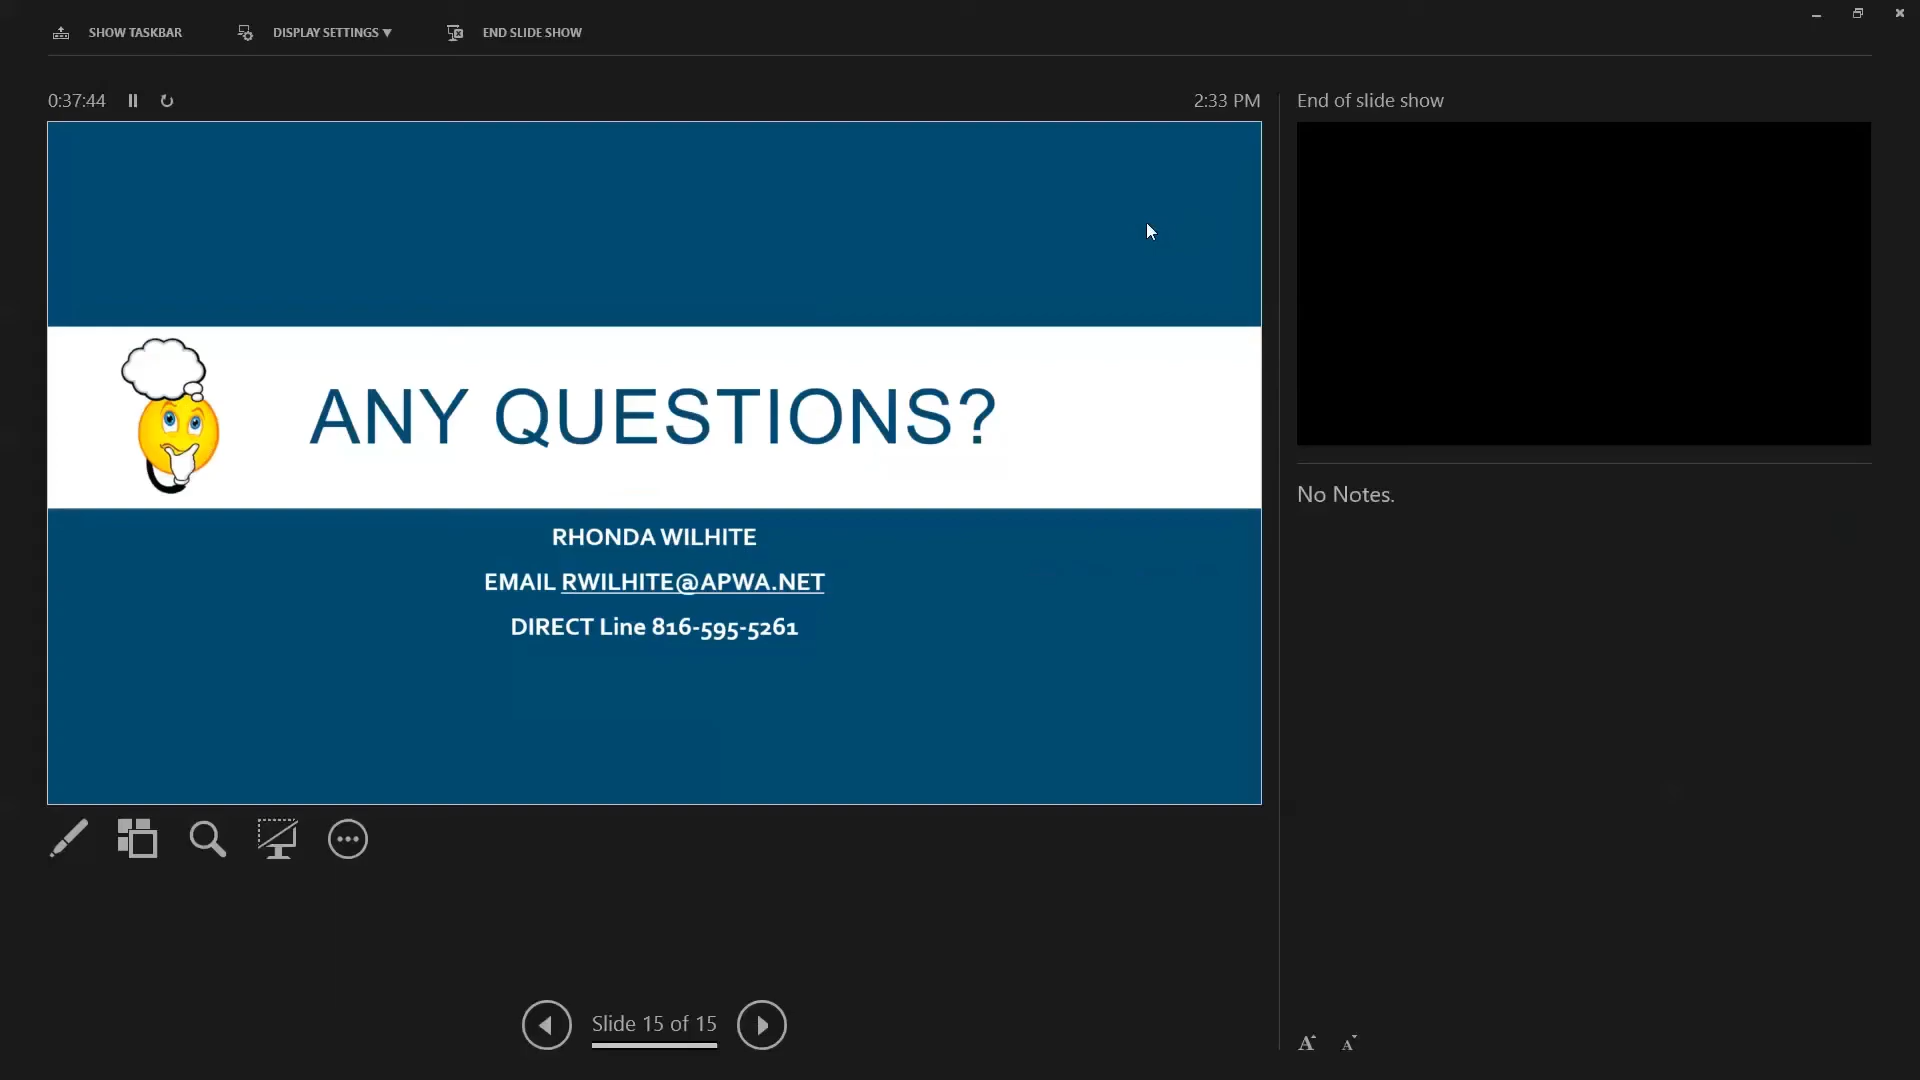 SHOW TASKBAR
DISPLAY SETTINGS ▼
END SLIDE SHOW
0:37:44
2:33 PM
End of slide show
ANY QUESTIONS?
RHONDA WILHITE
EMAIL RWILHITE@APWA.NET
DIRECT Line 816-595-5261
No Notes.
Slide 15 of 15
A
A